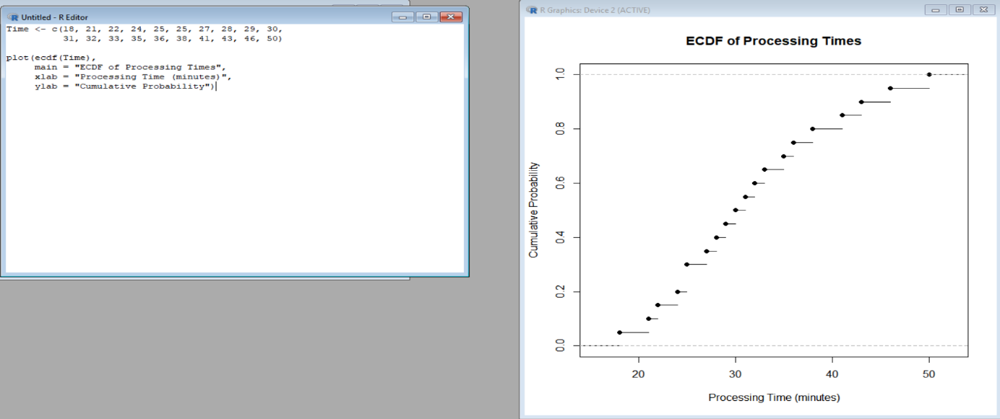 Untitled - R Editor
Time <- c(18, 21, 22, 24, 25, 25, 27, 28, 29, 30,
31, 32, 33, 35, 36, 38, 41, 43, 46, 50)
plot(ecdf(Time),
main = "ECDF of Processing Times",
xlab = "Processing Time (minutes)",
ylab = "Cumulative Probability")
R Graphics: Device 2 (ACTIVE)
ECDF of Processing Times
Cumulative Probability
1.0
0.8
0.6
0.4
0.2
0.0
20 30 40 50
Processing Time (minutes)